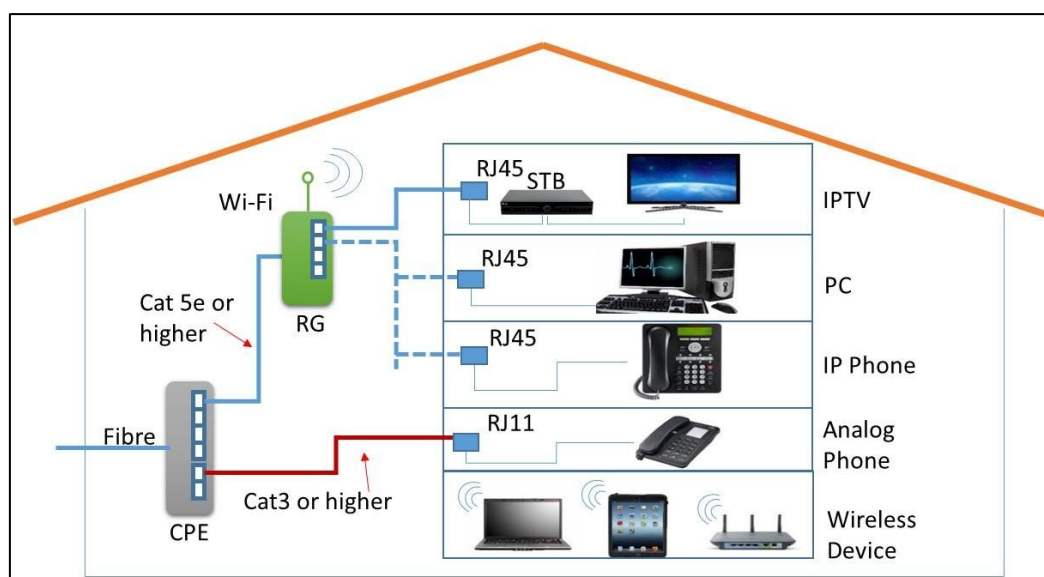 RJ45
STB
IPTV
Wi-Fi
RJ45
PC
Cat 5e or
higher
RG
RJ45
IP Phone
Fibre
RJ11
Analog
Phone
Cat3 or higher
CPE
Wireless
Device